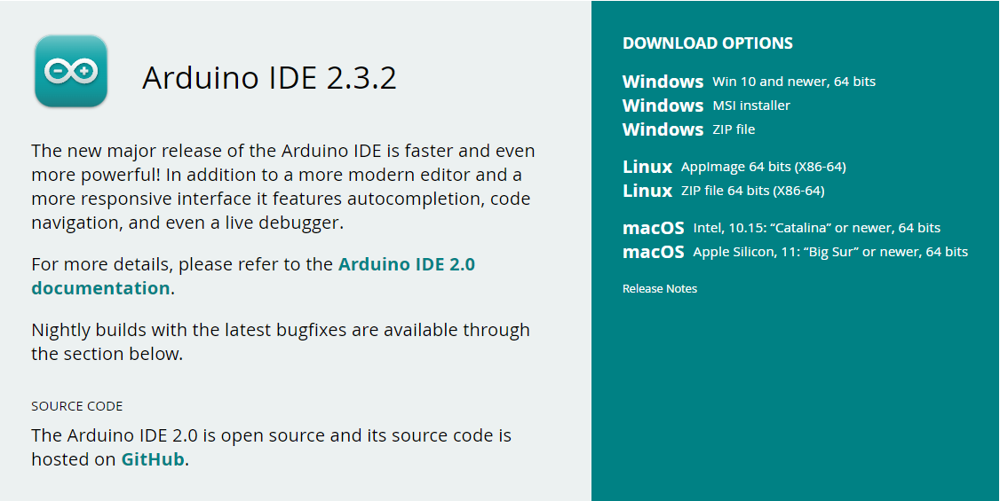 Arduino IDE 2.3.2
The new major release of the Arduino IDE is faster and even
more powerful! In addition to a more modern editor and a
more responsive interface it features autocompletion, code
navigation, and even a live debugger.
For more details, please refer to the Arduino IDE 2.0
documentation.
Nightly builds with the latest bugfixes are available through
the section below.
SOURCE CODE
The Arduino IDE 2.0 is open source and its source code is
hosted on GitHub.
DOWNLOAD OPTIONS
Windows Win 10 and newer, 64 bits
Windows MSI installer
Windows ZIP file
Linux AppImage 64 bits (X86-64)
Linux ZIP file 64 bits (X86-64)
macOS Intel, 10.15: “Catalina” or newer, 64 bits
macOS Apple Silicon, 11: “Big Sur” or newer, 64 bits
Release Notes